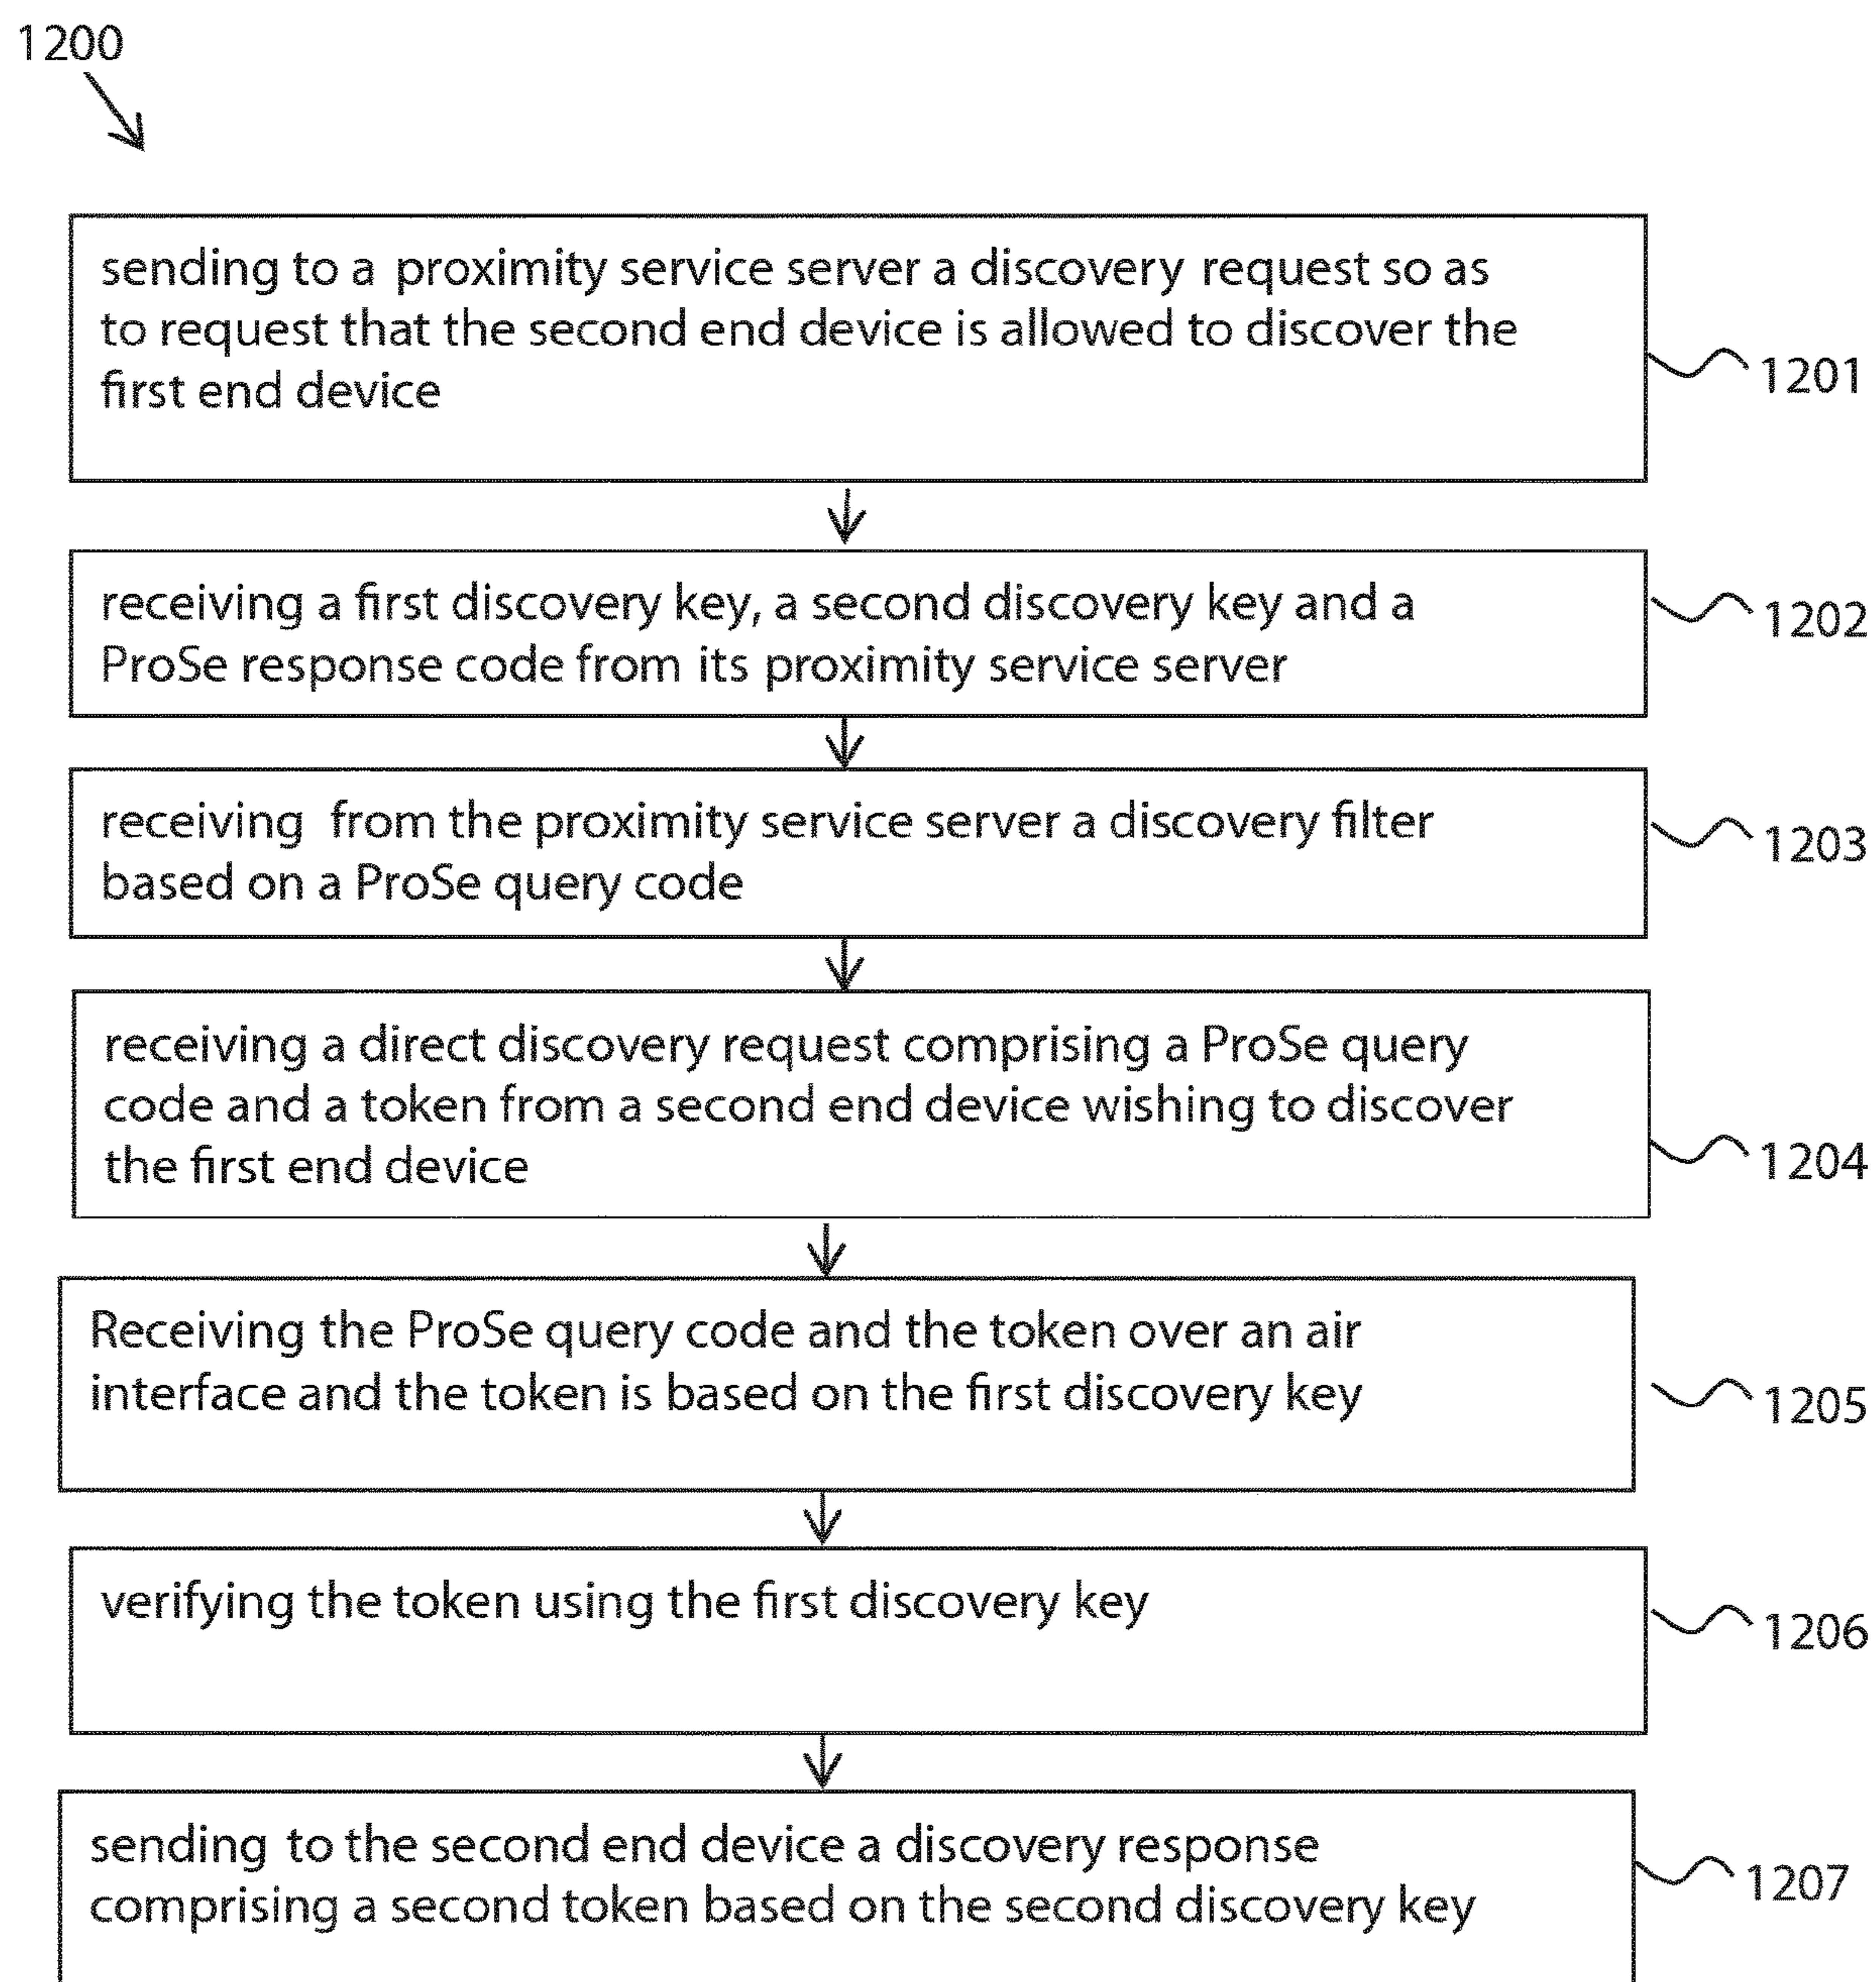 1200
sending to a proximity service server a discovery request so as
to request that the second end device is allowed to discover the
first end device
1201
receiving a first discovery key, a second discovery key and a
ProSe response code from its proximity service server
1202
receiving from the proximity service server a discovery filter
based on a ProSe query code
1203
receiving a direct discovery request comprising a ProSe query
code and a token from a second end device wishing to discover
the first end device
1204
Receiving the ProSe query code and the token over an air
interface and the token is based on the first discovery key
1205
verifying the token using the first discovery key
1206
sending to the second end device a discovery response
comprising a second token based on the second discovery key
1207